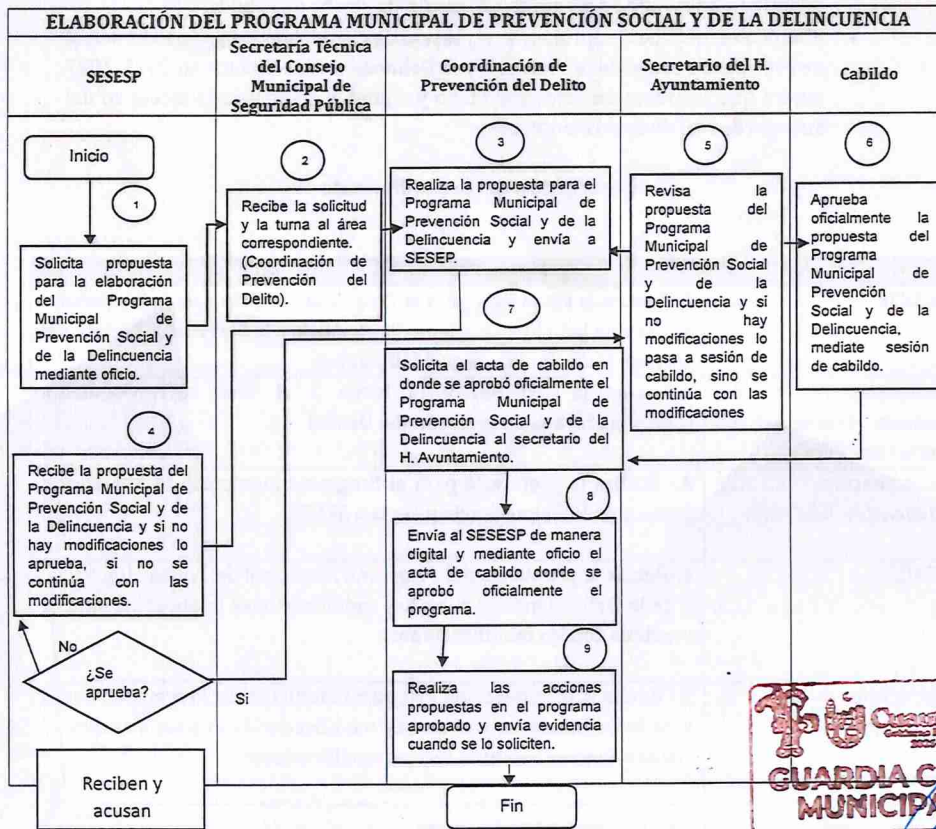 ELABORACIÓN DEL PROGRAMA MUNICIPAL DE PREVENCIÓN SOCIAL Y DE LA DELINCUENCIA
SESESP
Secretaría Técnica
del Consejo
Municipal de
Seguridad Pública
Coordinación de
Prevención del Delito
Secretario del H.
Ayuntamiento
Cabildo
Inicio
1
Solicita propuesta
para la elaboración
del Programa
Municipal de
Prevención Social y
de la Delincuencia
mediante oficio.
2
Recibe la solicitud
y la turna al área
correspondiente.
(Coordinación de
Prevención del
Delito).
3
Realiza la propuesta para el
Programa Municipal de
Prevención Social y de la
Delincuencia y envía a
SESEP.
4
Recibe la propuesta del
Programa Municipal de
Prevención Social y de
la Delincuencia y si no
hay modificaciones la
aprueba, si no se
continúa con las
modificaciones.
No
¿Se
aprueba?
Si
Reciben y
acusan
5
Revisa la
propuesta del
Programa
Municipal de
Prevención Social
y de la
Delincuencia y si
no hay
modificaciones lo
pasa a sesión de
cabildo, sino se
continúa con las
modificaciones
6
Aprueba
oficialmente la
propuesta del
Programa
Municipal de
Prevención
Social y de la
Delincuencia,
mediate sesión
de cabildo.
7
Solicita el acta de cabildo en
donde se aprobó oficialmente el
Programa Municipal de
Prevención Social y de la
Delincuencia al secretario del
H. Ayuntamiento.
8
Envía al SESESP de manera
digital y mediante oficio el
acta de cabildo donde se
aprobó oficialmente el
programa.
9
Realiza las acciones
propuestas en el programa
aprobado y envía evidencia
cuando se lo soliciten.
Fin
GUARDIA C
MUNICIPA